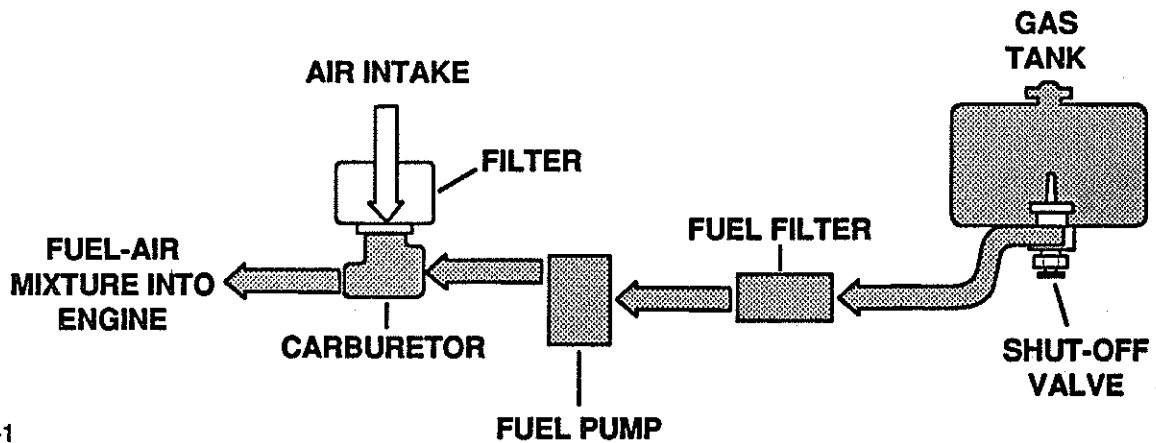 GAS
TANK
AIR INTAKE
FILTER
FUEL FILTER
FUEL-AIR
MIXTURE INTO
ENGINE
CARBURETOR
SHUT-OFF
VALVE
FUEL PUMP